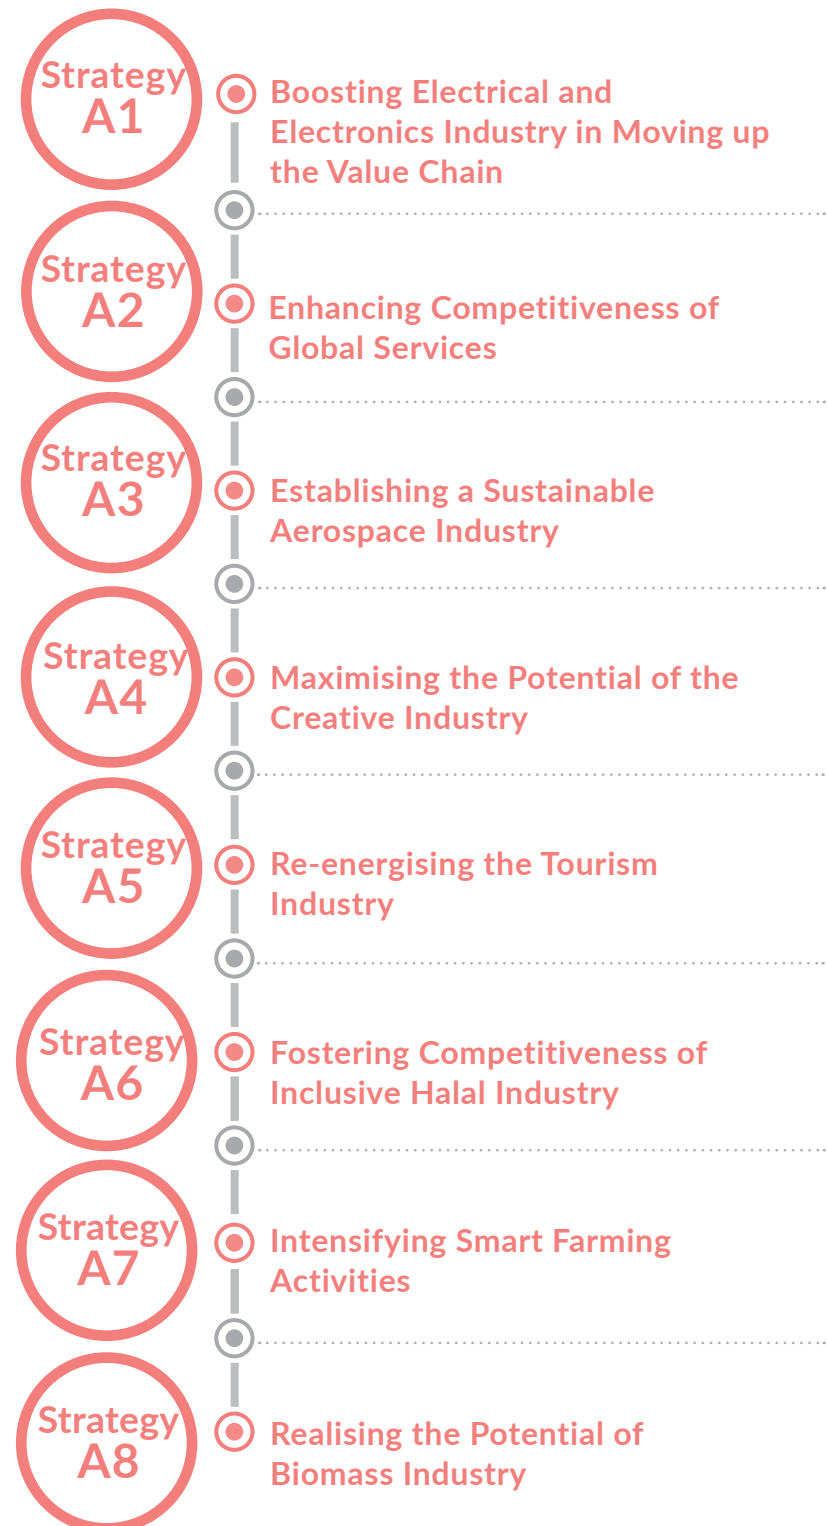 Strategy
A1
Boosting Electrical and
Electronics Industry in Moving up
the Value Chain
Strategy
A2
Enhancing Competitiveness of
Global Services
Strategy
A3
Establishing a Sustainable
Aerospace Industry
Strategy
A4
Maximising the Potential of the
Creative Industry
Strategy
A5
Re-energising the Tourism
Industry
Strategy
A6
Fostering Competitiveness of
Inclusive Halal Industry
Strategy
A7
Intensifying Smart Farming
Activities
Strategy
A8
Realising the Potential of
Biomass Industry